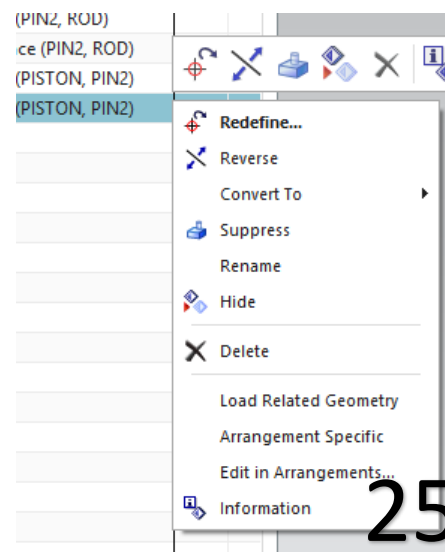 (PIN2, ROD)
ce (PIN2, ROD)
(PISTON, PIN2)
(PISTON, PIN2)
Redefine...
Reverse
Convert To
Suppress
Rename
Hide
Delete
Load Related Geometry
Arrangement Specific
Edit in Arrangements...
Information
25